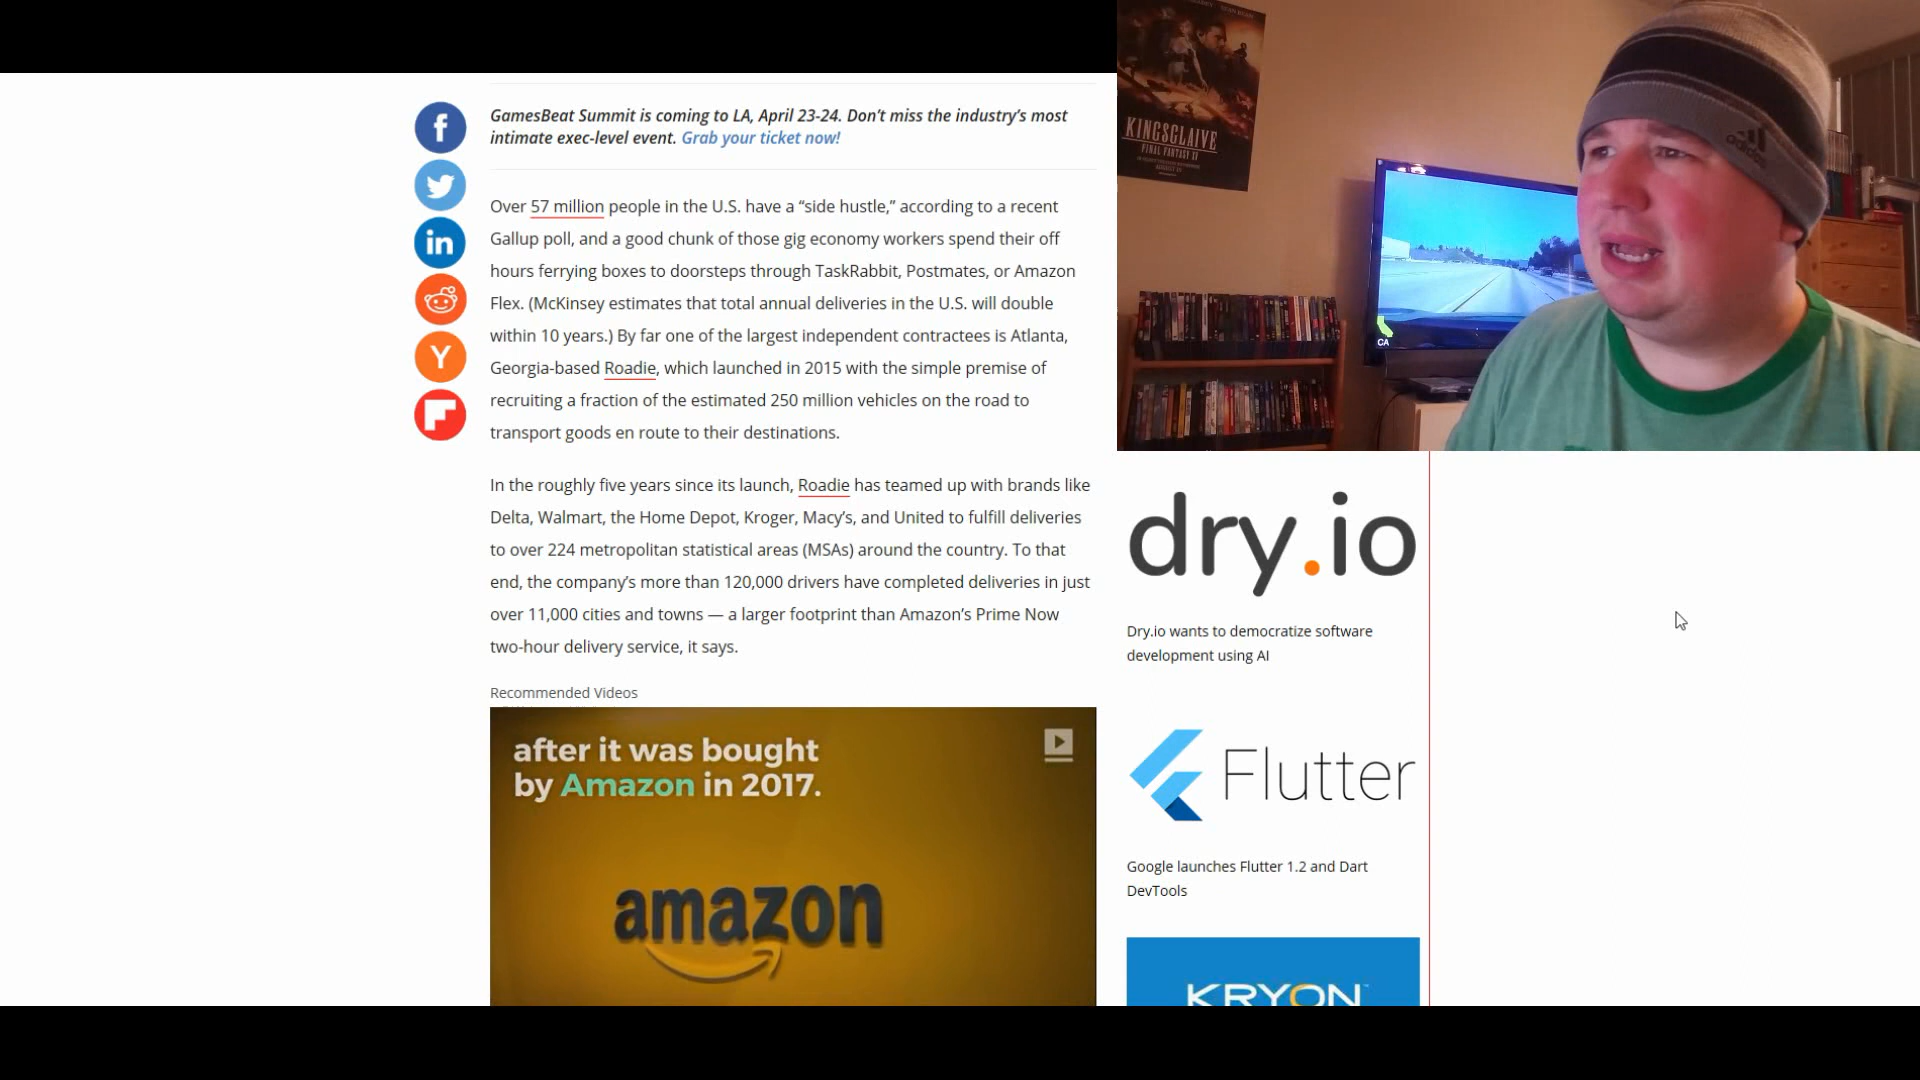 GamesBeat Summit is coming to LA, April 23-24. Don’t miss the industry’s most
intimate exec-level event. Grab your ticket now!
Over 57 million people in the U.S. have a “side hustle,” according to a recent
Gallup poll, and a good chunk of those gig economy workers spend their off
hours ferrying boxes to doorsteps through TaskRabbit, Postmates, or Amazon
Flex. (McKinsey estimates that total annual deliveries in the U.S. will double
within 10 years.) By far one of the largest independent contractees is Atlanta,
Georgia-based Roadie, which launched in 2015 with the simple premise of
recruiting a fraction of the estimated 250 million vehicles on the road to
transport goods en route to their destinations.
In the roughly five years since its launch, Roadie has teamed up with brands like
Delta, Walmart, the Home Depot, Kroger, Macy’s, and United to fulfill deliveries
to over 224 metropolitan statistical areas (MSAs) around the country. To that
end, the company’s more than 120,000 drivers have completed deliveries in just
over 11,000 cities and towns — a larger footprint than Amazon’s Prime Now
two-hour delivery service, it says.
Recommended Videos
after it was bought
by Amazon in 2017.
amazon
KINGSGLAIVE
FINAL FANTASY XV
CA
adidas
dry.io
Dry.io wants to democratize software
development using AI
Flutter
Google launches Flutter 1.2 and Dart
DevTools
KRYON